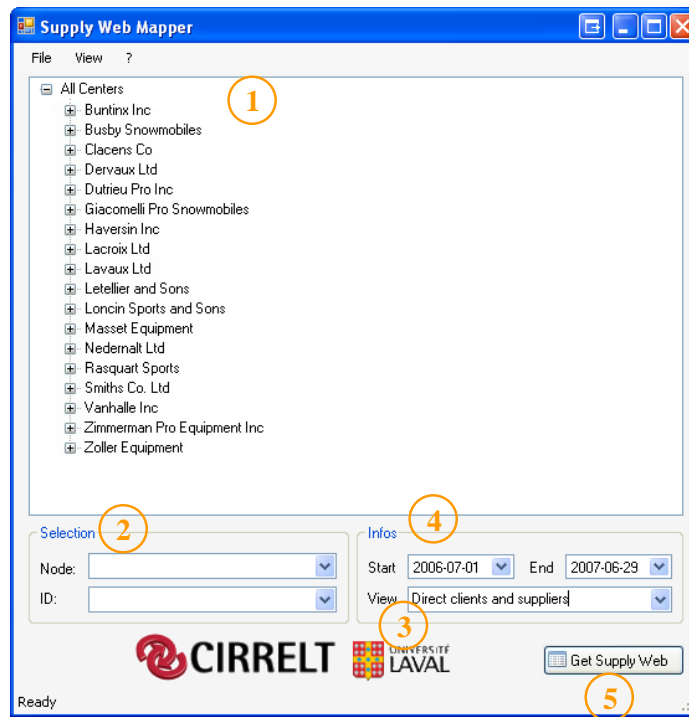 Supply Web Mapper
File View ?
All Centers
1
Buntinx Inc
Busby Snowmobiles
Clacens Co
Dervaux Ltd
Dutrieu Pro Inc
Giacomelli Pro Snowmobiles
Haversin Inc
Lacroix Ltd
Lavaux Ltd
Letellier and Sons
Loncin Sports and Sons
Masset Equipment
Nedernalt Ltd
Rasquart Sports
Smiths Co. Ltd
Vanhalle Inc
Zimmerman Pro Equipment Inc
Zoller Equipment
Selection 2
Node:
ID:
Infos 4
Start 2006-07-01 End 2007-06-29
View Direct clients and suppliers
3
CIRRELT
UNIVERSITÉ
LAVAL
Get Supply Web
5
Ready